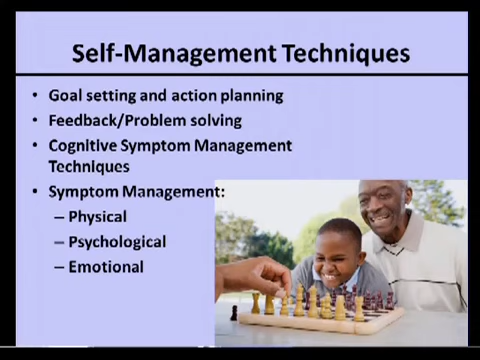 Self-Management Techniques
• Goal setting and action planning
• Feedback/Problem solving
• Cognitive Symptom Management
Techniques
• Symptom Management:
– Physical
– Psychological
– Emotional